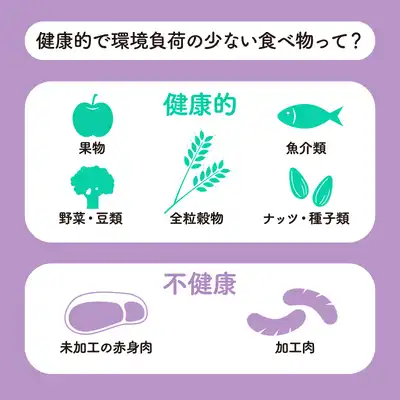 健康的で環境負荷の少ない食べ物って？
健康的
果物
魚介類
野菜・豆類
全粒穀物
ナッツ・種子類
不健康
未加工の赤身肉
加工肉